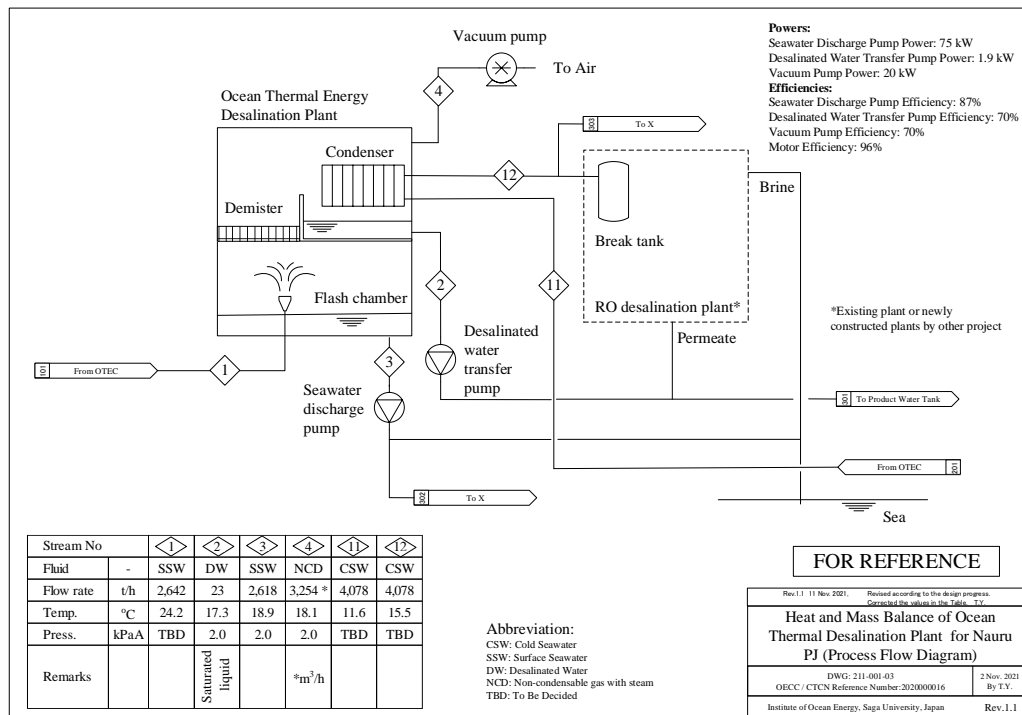 Powers:
Seawater Discharge Pump Power: 75 kW
Desalinated Water Transfer Pump Power: 1.9 kW
Vacuum Pump Power: 20 kW
Efficiencies:
Seawater Discharge Pump Efficiency: 87%
Desalinated Water Transfer Pump Efficiency: 70%
Vacuum Pump Efficiency: 70%
Motor Efficiency: 96%
Vacuum pump
To Air
4
Ocean Thermal Energy
Desalination Plant
303
To X
Condenser
12
Brine
Demister
Break tank
2
11
Flash chamber
RO desalination plant*
*Existing plant or newly
constructed plants by other project
Permeate
Desalinated
water
transfer
pump
101
From OTEC
1
3
Seawater
discharge
pump
301
To Product Water Tank
From OTEC
201
302
To X
Sea
Stream No 1 2 3 4 11 12
Fluid - SSW DW SSW NCD CSW CSW
Flow rate t/h 2,642 23 2,618 3,254 * 4,078 4,078
Temp. °C 24.2 17.3 18.9 18.1 11.6 15.5
Press. kPaA TBD 2.0 2.0 2.0 TBD TBD
Remarks Saturated liquid *m³/h
Abbreviation:
CSW: Cold Seawater
SSW: Surface Seawater
DW: Desalinated Water
NCD: Non-condensable gas with steam
TBD: To Be Decided
FOR REFERENCE
Rev.1.1 11 Nov. 2021, Revised according to the design progress.
Corrected the values in the Table. T.Y.
Heat and Mass Balance of Ocean
Thermal Desalination Plant for Nauru
PJ (Process Flow Diagram)
DWG: 211-001-03
OECC / CTCN Reference Number:2020000016
2 Nov. 2021
By T.Y.
Institute of Ocean Energy, Saga University, Japan
Rev.1.1